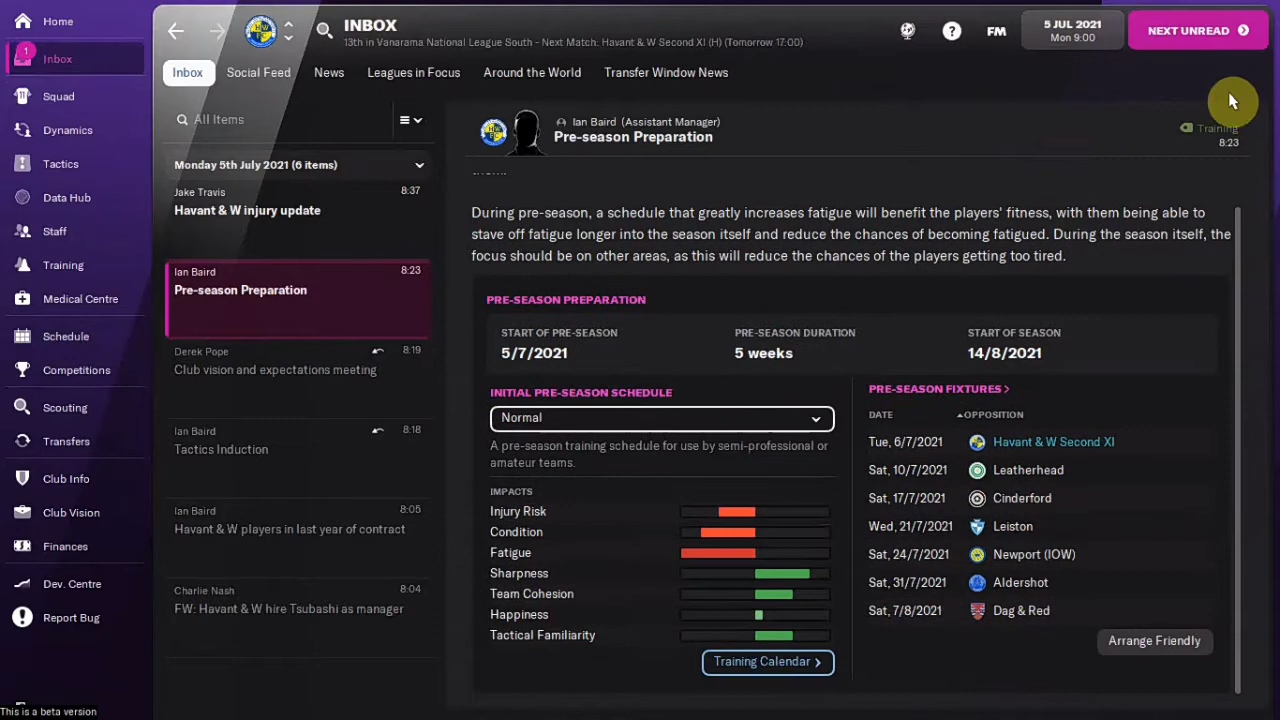 Home
1
Inbox
Squad
Dynamics
Tactics
Data Hub
Staff
Training
Medical Centre
Schedule
Competitions
Scouting
Transfers
Club Info
Club Vision
Finances
Dev. Centre
Report Bug
This is a beta version
INBOX
13th in Vanarama National League South - Next Match: Havant & W Second XI (H) (Tomorrow 17:00)
FM
5 JUL 2021
Mon 9:00
NEXT UNREAD
Inbox
Social Feed
News
Leagues in Focus
Around the World
Transfer Window News
All Items
Monday 5th July 2021 (6 items)
Jake Travis 8:37
Havant & W injury update
Ian Baird 8:23
Pre-season Preparation
Derek Pope 8:19
Club vision and expectations meeting
Ian Baird 8:18
Tactics Induction
Ian Baird 8:05
Havant & W players in last year of contract
Charlie Nash 8:04
FW: Havant & W hire Tsubashi as manager
Ian Baird (Assistant Manager)
Pre-season Preparation
Training
8:23
During pre-season, a schedule that greatly increases fatigue will benefit the players' fitness, with them being able to
stave off fatigue longer into the season itself and reduce the chances of becoming fatigued. During the season itself, the
focus should be on other areas, as this will reduce the chances of the players getting too tired.
PRE-SEASON PREPARATION
START OF PRE-SEASON PRE-SEASON DURATION START OF SEASON
5/7/2021 5 weeks 14/8/2021
INITIAL PRE-SEASON SCHEDULE
Normal
A pre-season training schedule for use by semi-professional or
amateur teams.
IMPACTS
Injury Risk
Condition
Fatigue
Sharpness
Team Cohesion
Happiness
Tactical Familiarity
Training Calendar >
PRE-SEASON FIXTURES >
DATE OPPOSITION
Tue, 6/7/2021 Havant & W Second XI
Sat, 10/7/2021 Leatherhead
Sat, 17/7/2021 Cinderford
Wed, 21/7/2021 Leiston
Sat, 24/7/2021 Newport (IOW)
Sat, 31/7/2021 Aldershot
Sat, 7/8/2021 Dag & Red
Arrange Friendly